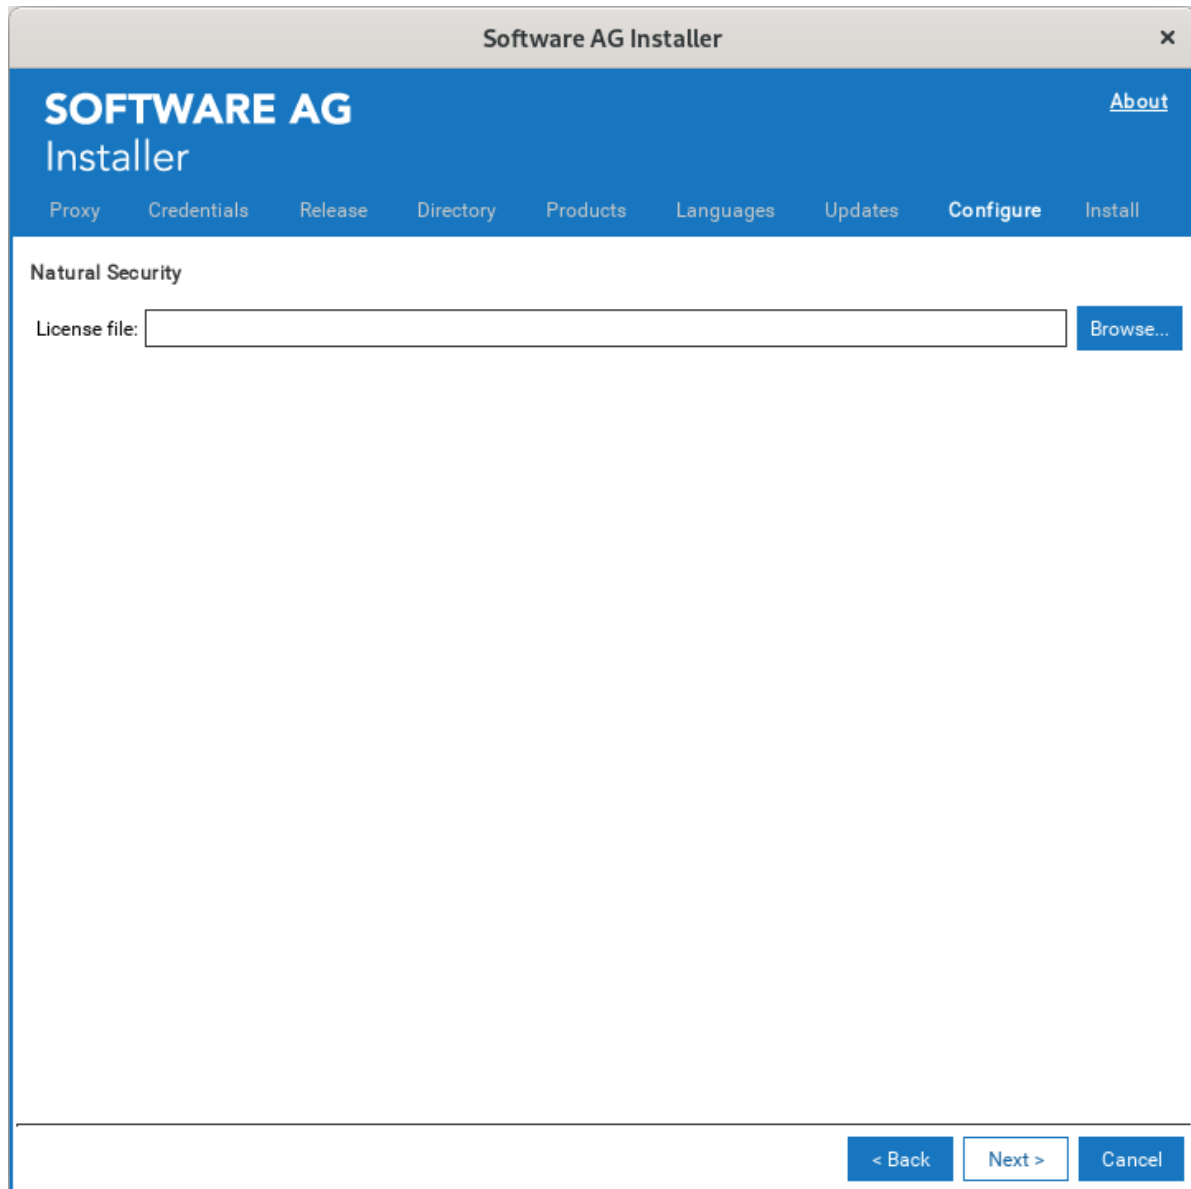 Software AG Installer ×
SOFTWARE AG
About
Installer
Proxy Credentials Release Directory Products Languages Updates Configure Install
Natural Security
License file: Browse...
< Back Next > Cancel